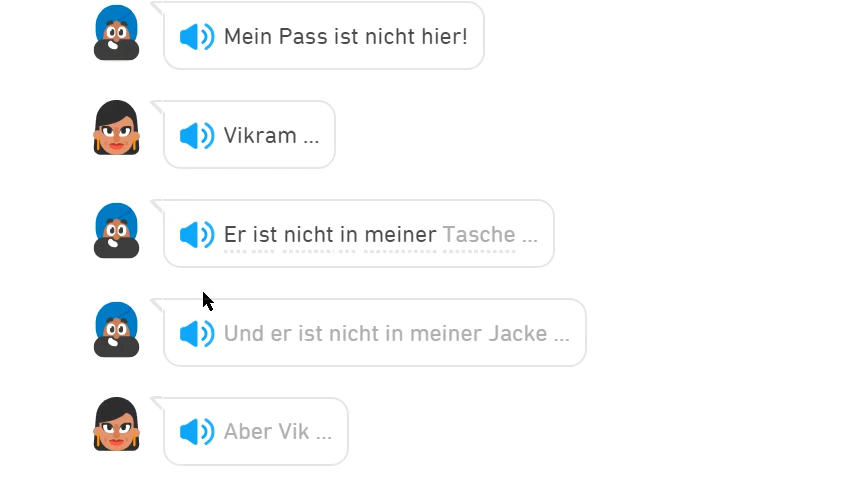 Mein Pass ist nicht hier!
Vikram ...
Er ist nicht in meiner Tasche ...
Und er ist nicht in meiner Jacke ...
Aber Vik ...